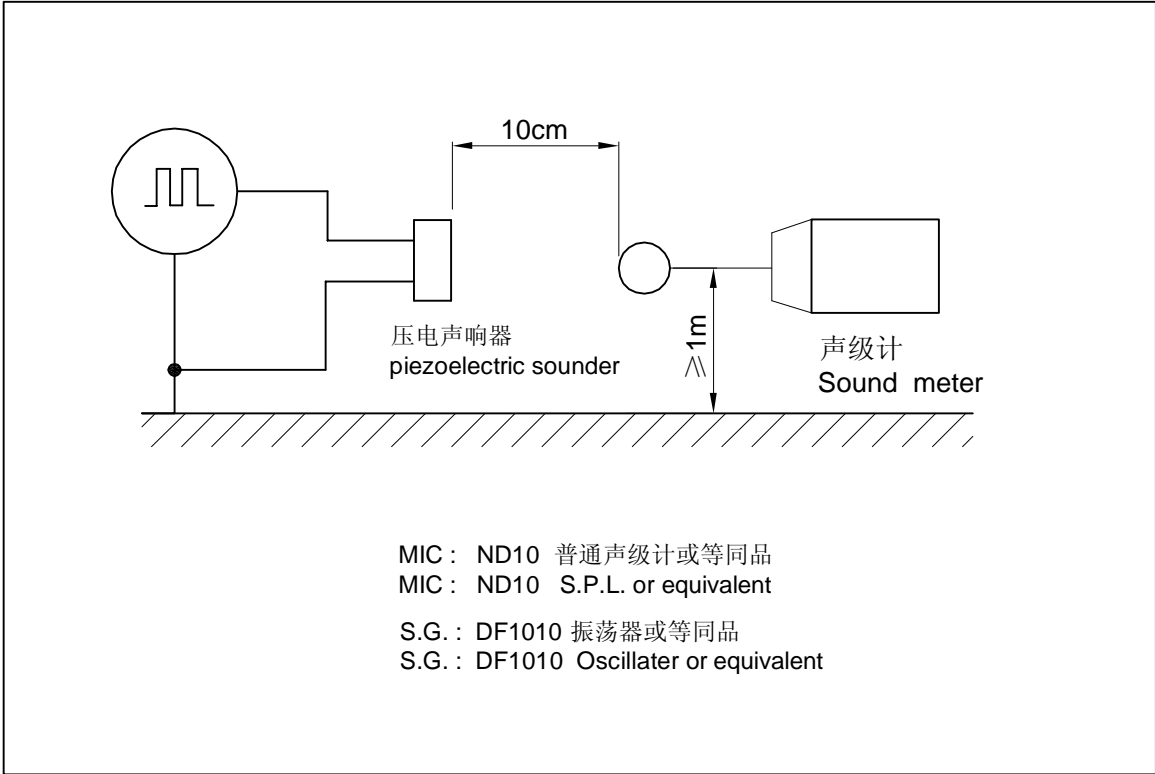 10cm
压电声响器
piezoelectric sounder
≥1m
声级计
Sound meter
MIC : ND10 普通声级计或等同品
MIC : ND10 S.P.L. or equivalent
S.G. : DF1010 振荡器或等同品
S.G. : DF1010 Oscillater or equivalent